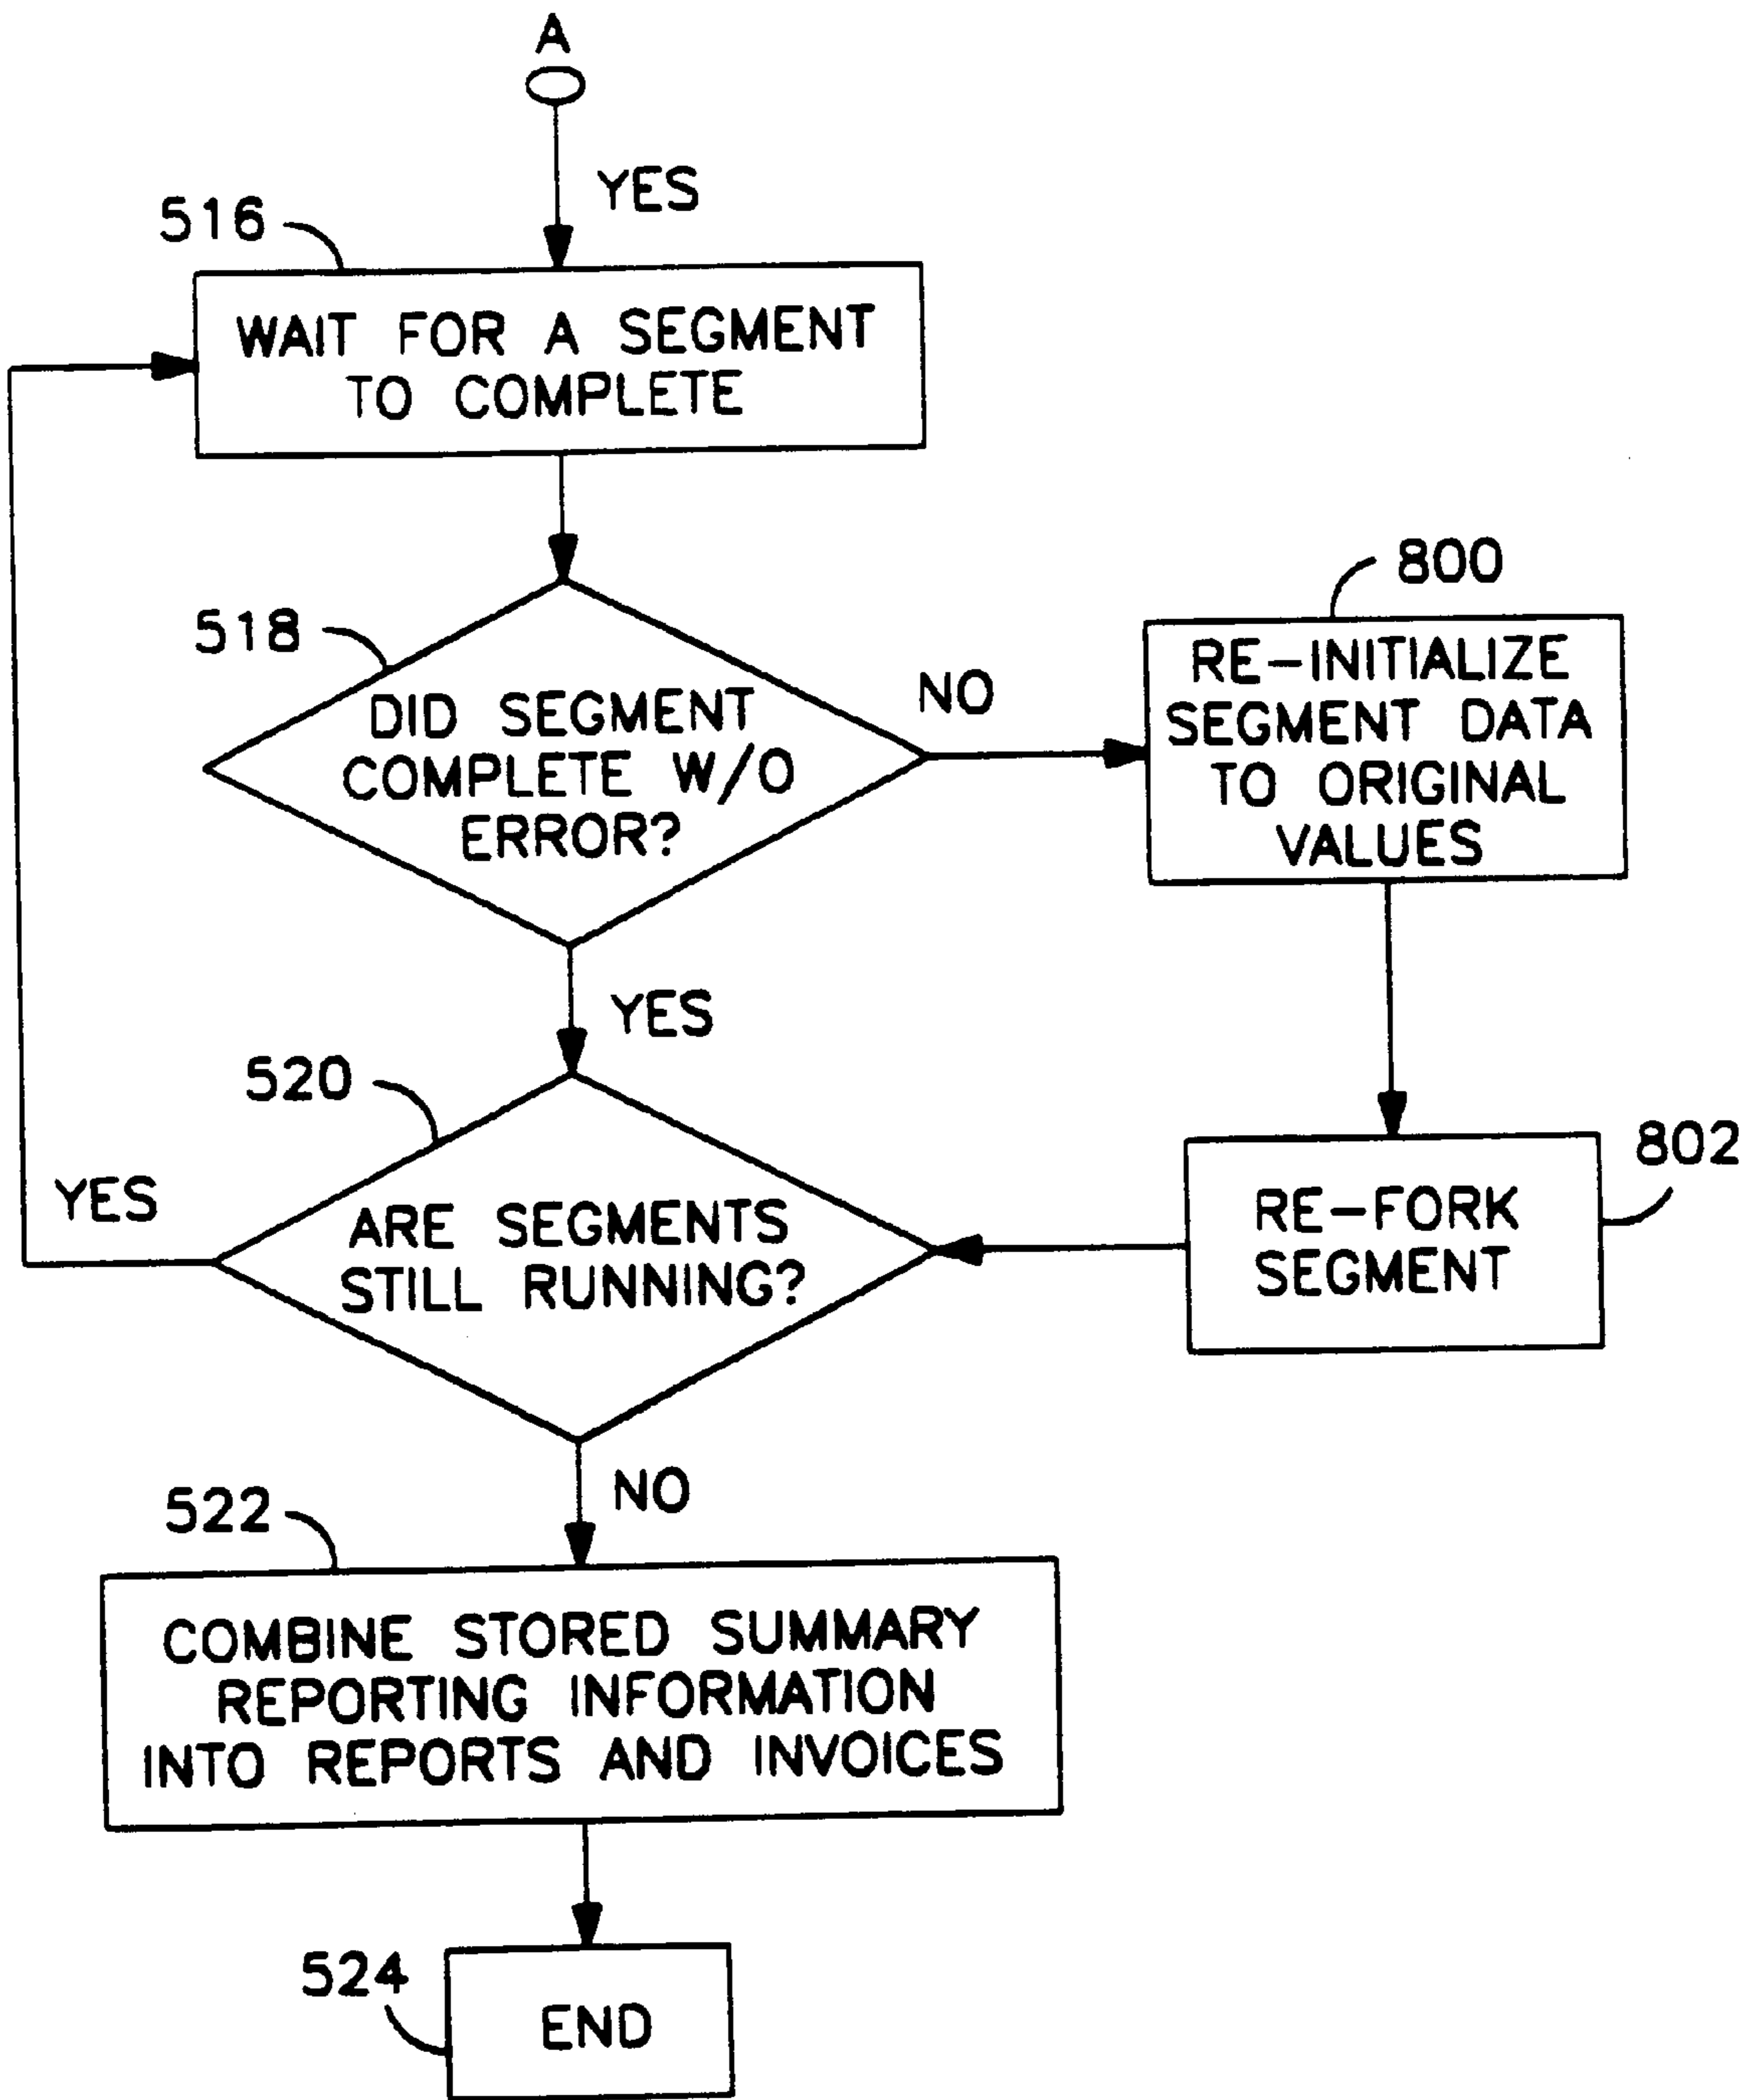 A
YES
516
WAIT FOR A SEGMENT
TO COMPLETE
518
DID SEGMENT
COMPLETE W/O
ERROR?
NO
800
RE-INITIALIZE
SEGMENT DATA
TO ORIGINAL
VALUES
YES
520
YES
ARE SEGMENTS
STILL RUNNING?
802
RE-FORK
SEGMENT
NO
522
COMBINE STORED SUMMARY
REPORTING INFORMATION
INTO REPORTS AND INVOICES
524
END